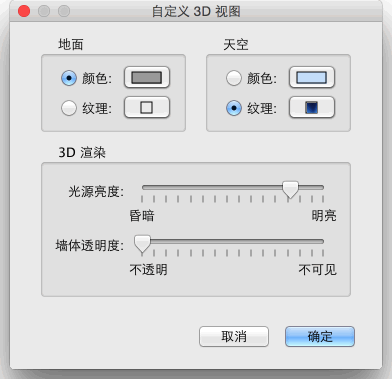 自定义 3D 视图
地面
天空
颜色:
颜色:
纹理:
纹理:
3D 渲染
光源亮度:
昏暗
明亮
墙体透明度:
不透明
不可见
取消
确定